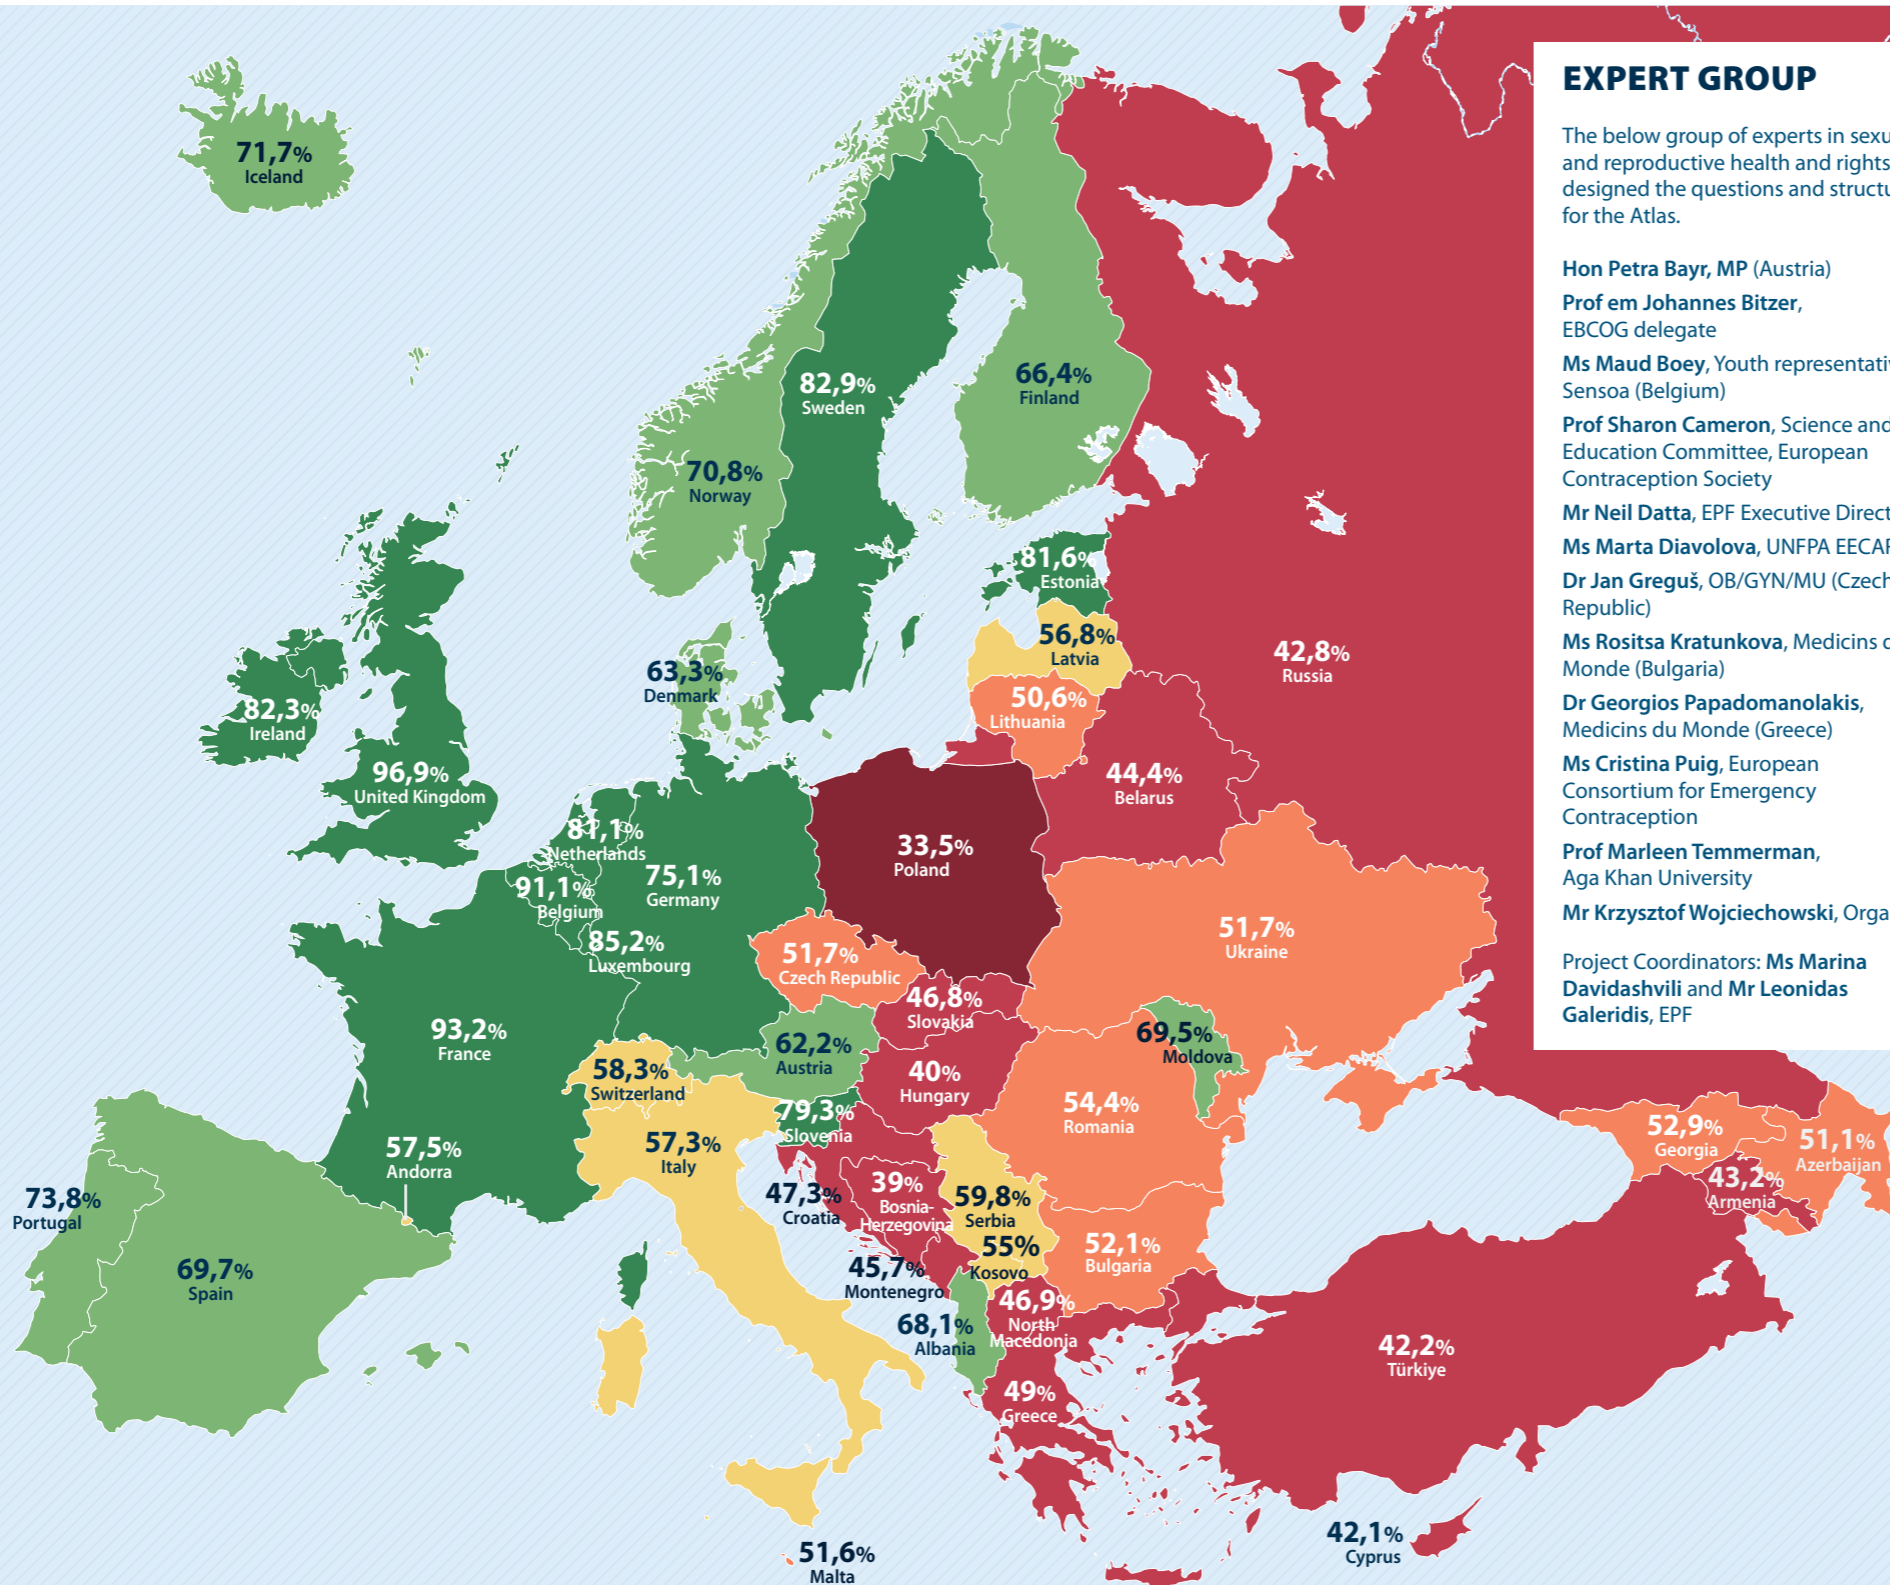 71,7%
Iceland
82,9%
Sweden
66,4%
Finland
70,8%
Norway
81,6%
Estonia
56,8%
Latvia
63,3%
Denmark
50,6%
Lithuania
42,8%
Russia
82,3%
Ireland
96,9%
United Kingdom
44,4%
Belarus
81,1%
Netherlands
33,5%
Poland
75,1%
Germany
91,1%
Belgium
85,2%
Luxembourg
51,7%
Czech Republic
51,7%
Ukraine
46,8%
Slovakia
93,2%
France
62,2%
Austria
69,5%
Moldova
58,3%
Switzerland
40%
Hungary
54,4%
Romania
79,3%
Slovenia
57,3%
Italy
57,5%
Andorra
52,9%
Georgia
51,1%
Azerbaijan
43,2%
Armenia
73,8%
Portugal
69,7%
Spain
47,3%
Croatia
39%
Bosnia-
Herzegovina
59,8%
Serbia
55%
Kosovo
52,1%
Bulgaria
45,7%
Montenegro
46,9%
North
Macedonia
68,1%
Albania
42,2%
Türkiye
49%
Greece
42,1%
Cyprus
51,6%
Malta
EXPERT GROUP
The below group of experts in sexu
and reproductive health and rights
designed the questions and structu
for the Atlas.
Hon Petra Bayr, MP (Austria)
Prof em Johannes Bitzer,
EBCOG delegate
Ms Maud Boey, Youth representati
Sensoa (Belgium)
Prof Sharon Cameron, Science and
Education Committee, European
Contraception Society
Mr Neil Datta, EPF Executive Direct
Ms Marta Diavolova, UNFPA EECAR
Dr Jan Greguš, OB/GYN/MU (Czech
Republic)
Ms Rositsa Kratunkova, Medicins d
Monde (Bulgaria)
Dr Georgios Papadomanolakis,
Medicins du Monde (Greece)
Ms Cristina Puig, European
Consortium for Emergency
Contraception
Prof Marleen Temmerman,
Aga Khan University
Mr Krzysztof Wojciechowski, Orga
Project Coordinators: Ms Marina
Davidashvili and Mr Leonidas
Galeridis, EPF